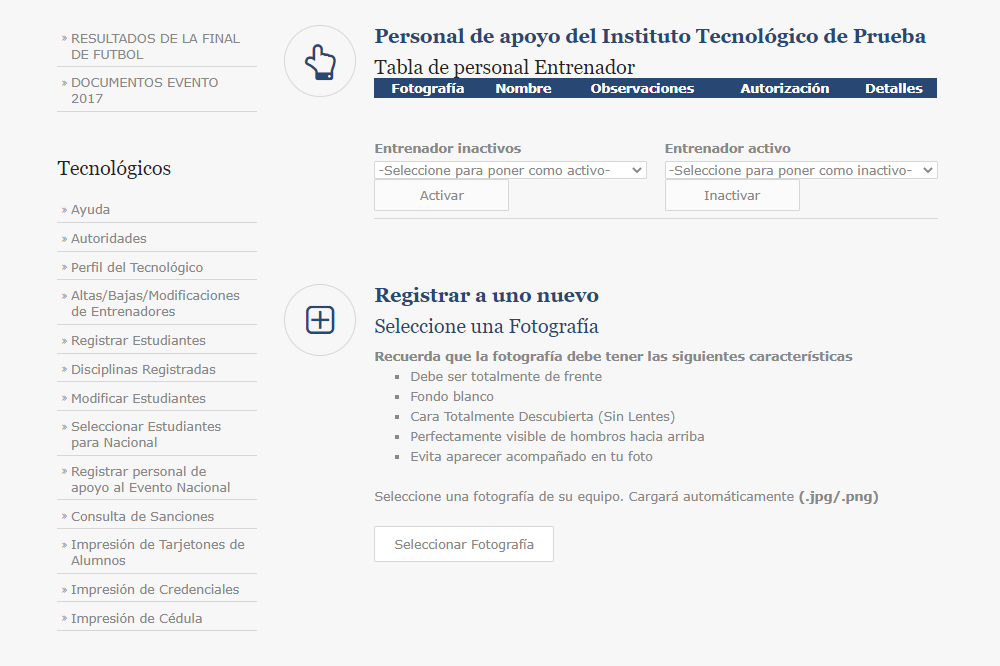 RESULTADOS DE LA FINAL
DE FUTBOL
DOCUMENTOS EVENTO
2017
Tecnológicos
Ayuda
Autoridades
Perfil del Tecnológico
Altas/Bajas/Modificaciones
de Entrenadores
Registrar Estudiantes
Disciplinas Registradas
Modificar Estudiantes
Seleccionar Estudiantes
para Nacional
Registrar personal de
apoyo al Evento Nacional
Consulta de Sanciones
Impresión de Tarjetones de
Alumnos
Impresión de Credenciales
Impresión de Cédula
Personal de apoyo del Instituto Tecnológico de Prueba
Tabla de personal Entrenador
Fotografía Nombre Observaciones Autorización Detalles
Entrenador inactivos
-Seleccione para poner como activo-
Activar
Entrenador activo
-Seleccione para poner como inactivo-
Inactivar
Registrar a uno nuevo
Seleccione una Fotografía
Recuerda que la fotografía debe tener las siguientes características
Debe ser totalmente de frente
Fondo blanco
Cara Totalmente Descubierta (Sin Lentes)
Perfectamente visible de hombros hacia arriba
Evita aparecer acompañado en tu foto
Seleccione una fotografía de su equipo. Cargará automáticamente (.jpg/.png)
Seleccionar Fotografía